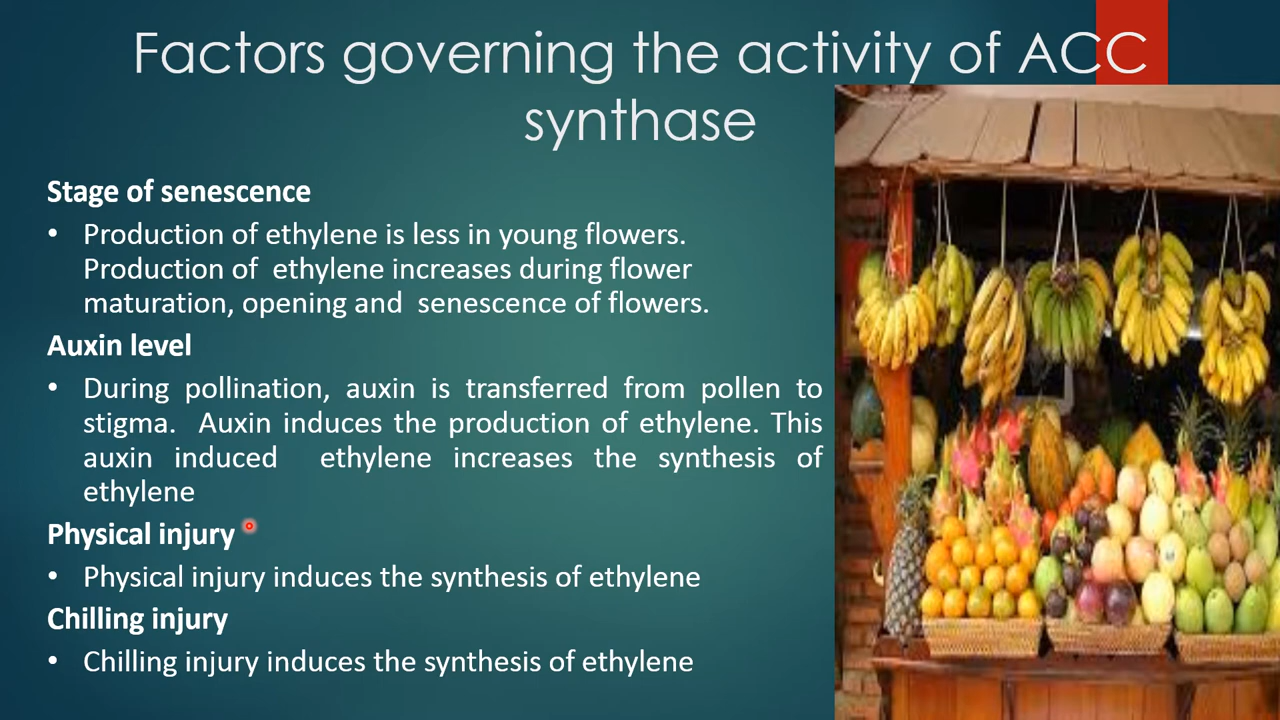 Factors governing the activity of ACC
synthase
Stage of senescence
• Production of ethylene is less in young flowers.
Production of ethylene increases during flower
maturation, opening and senescence of flowers.
Auxin level
• During pollination, auxin is transferred from pollen to
stigma. Auxin induces the production of ethylene. This
auxin induced ethylene increases the synthesis of
ethylene
Physical injury
• Physical injury induces the synthesis of ethylene
Chilling injury
• Chilling injury induces the synthesis of ethylene